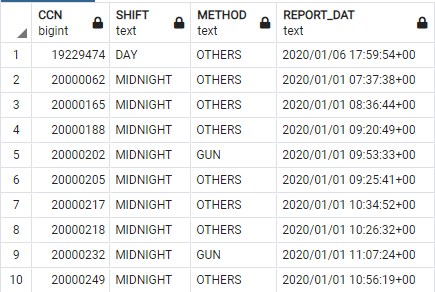 CCN SHIFT METHOD REPORT_DAT
bigint text text text
1 19229474 DAY OTHERS 2020/01/06 17:59:54+00
2 20000062 MIDNIGHT OTHERS 2020/01/01 07:37:38+00
3 20000165 MIDNIGHT OTHERS 2020/01/01 08:36:44+00
4 20000188 MIDNIGHT OTHERS 2020/01/01 09:20:49+00
5 20000202 MIDNIGHT GUN 2020/01/01 09:53:33+00
6 20000205 MIDNIGHT OTHERS 2020/01/01 09:25:41+00
7 20000217 MIDNIGHT OTHERS 2020/01/01 10:34:52+00
8 20000218 MIDNIGHT OTHERS 2020/01/01 10:26:32+00
9 20000232 MIDNIGHT GUN 2020/01/01 11:07:24+00
10 20000249 MIDNIGHT OTHERS 2020/01/01 10:56:19+00